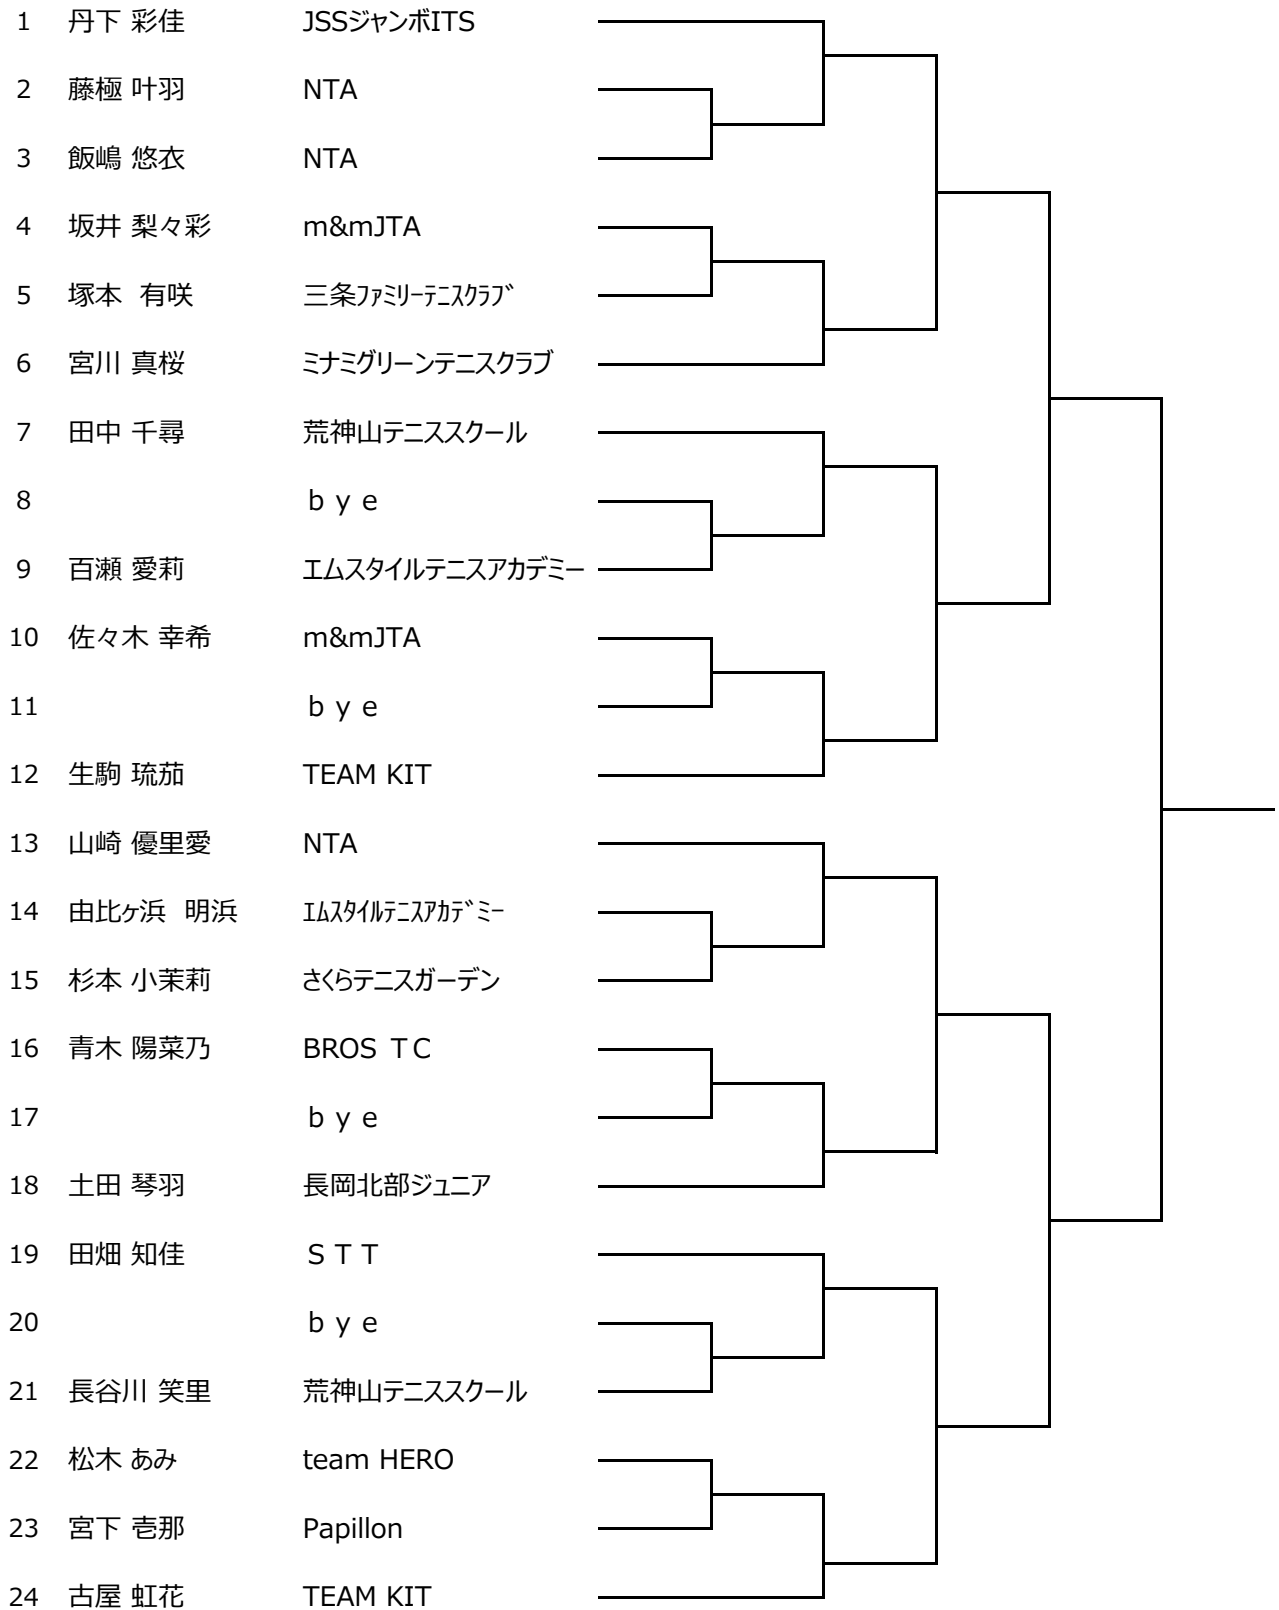 1 丹下 彩佳 JSSジャンボITS
2 藤極 叶羽 NTA
3 飯嶋 悠衣 NTA
4 坂井 梨々彩 m&mJTA
5 塚本　有咲 三条ﾌｧﾐﾘｰﾃﾆｽｸﾗﾌﾞ
6 宮川 真桜 ミナミグリーンテニスクラブ
7 田中 千尋 荒神山テニススクール
8 ｂｙｅ
9 百瀬 愛莉 エムスタイルテニスアカデミー
10 佐々木 幸希 m&mJTA
11 ｂｙｅ
12 生駒 琉茄 TEAM KIT
13 山崎 優里愛 NTA
14 由比ヶ浜　明浜 ｴﾑｽﾀｲﾙﾃﾆｽｱｶﾃﾞﾐｰ
15 杉本 小茉莉 さくらテニスガーデン
16 青木 陽菜乃 BROS ＴＣ
17 ｂｙｅ
18 土田 琴羽 長岡北部ジュニア
19 田畑 知佳 ＳＴＴ
20 ｂｙｅ
21 長谷川 笑里 荒神山テニススクール
22 松木 あみ team HERO
23 宮下 壱那 Papillon
24 古屋 虹花 TEAM KIT